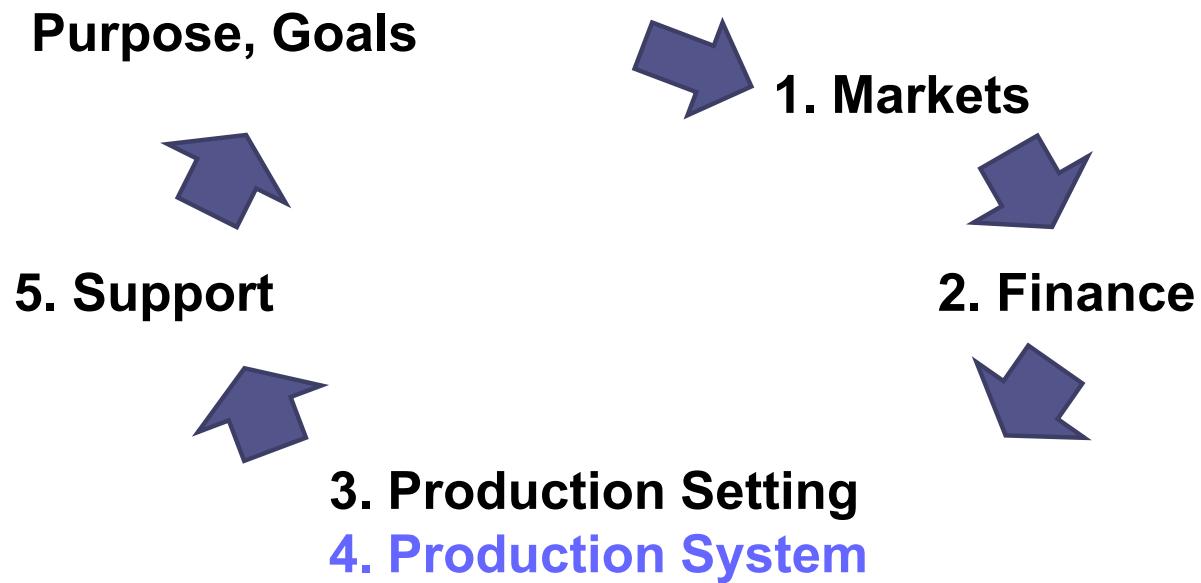 Purpose, Goals
1. Markets
2. Finance
3. Production Setting
4. Production System
5. Support